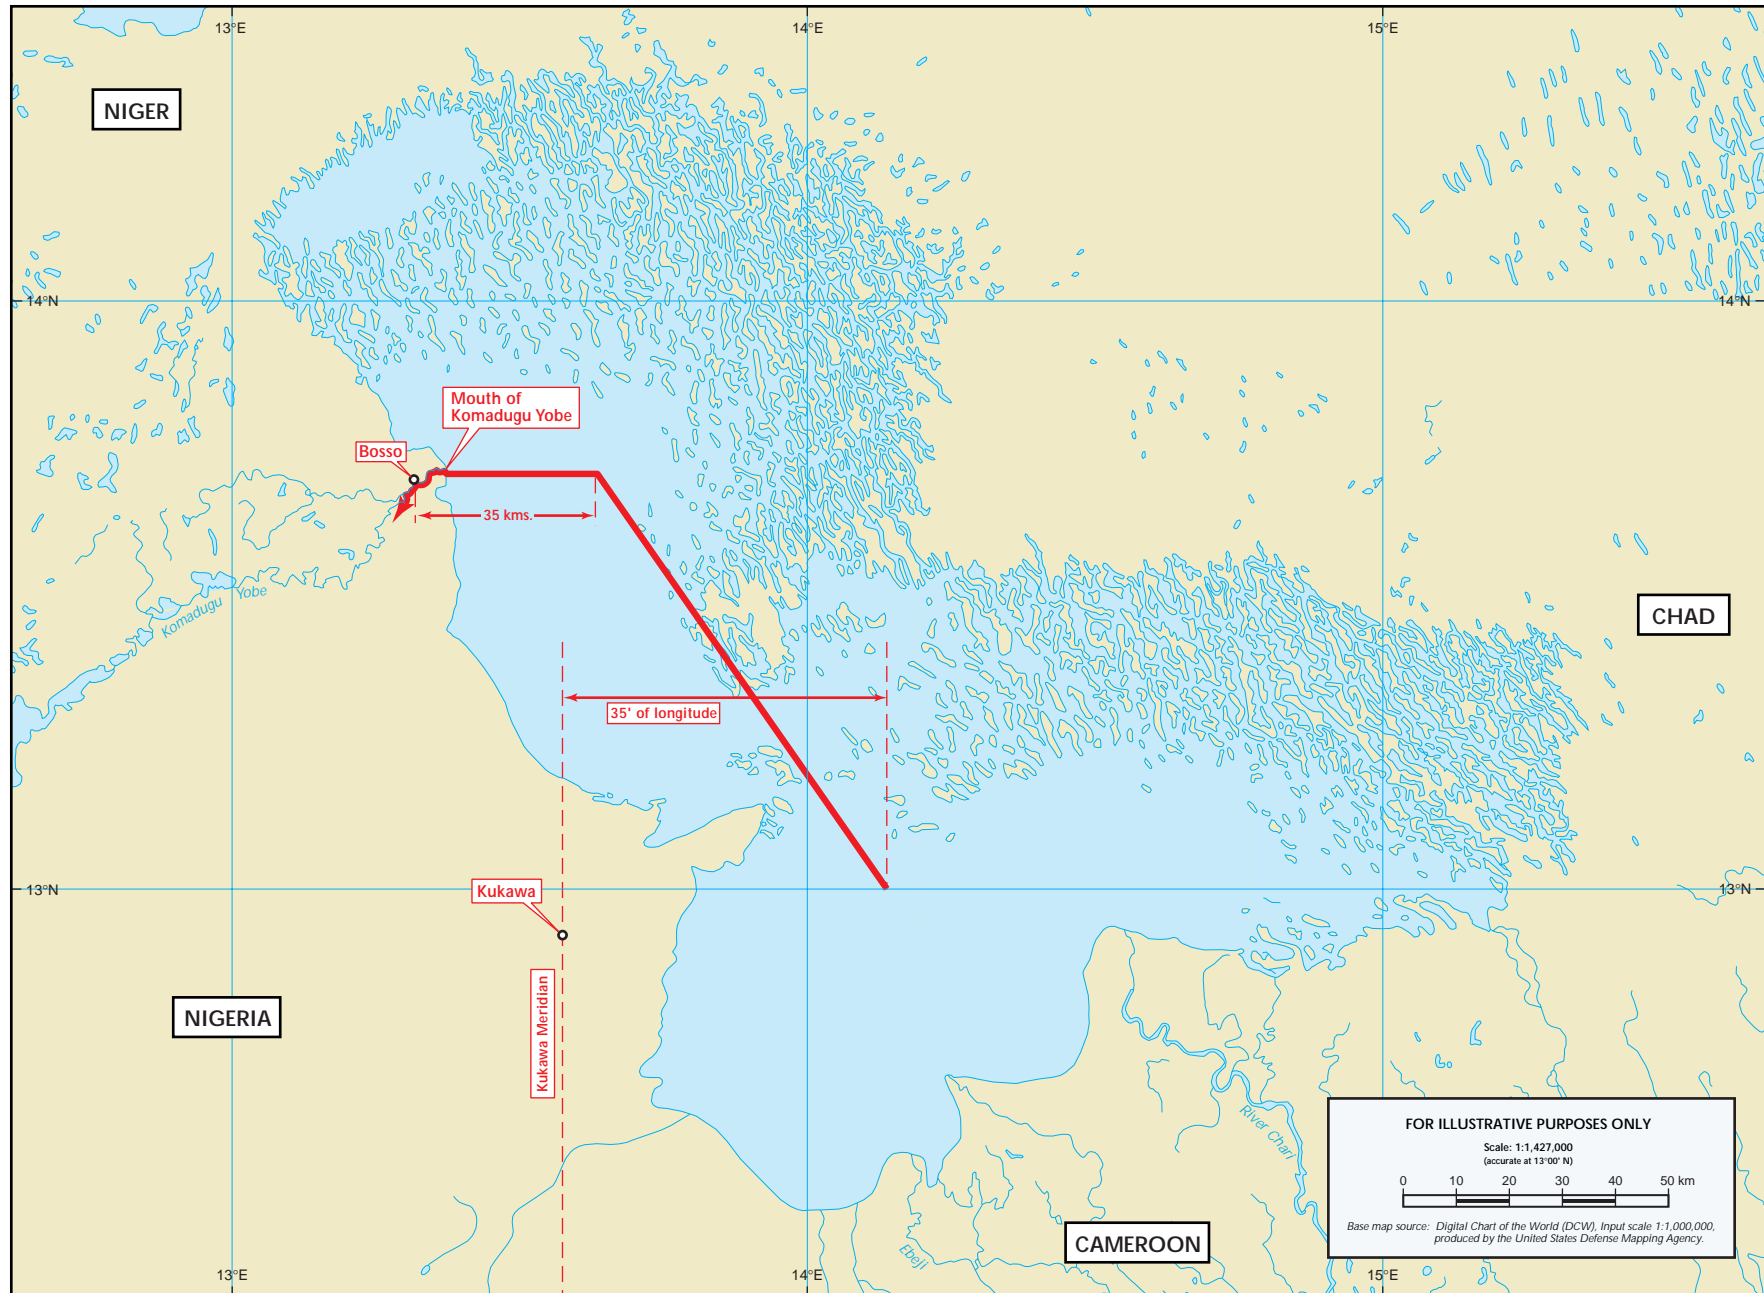 13°E
14°E
15°E
NIGER
14°N
14°N
Mouth of
Komadugu Yobe
Bosso
35 kms.
Komadugu Yobe
CHAD
35' of longitude
13°N
13°N
Kukawa
Kukawa Meridian
NIGERIA
River Chari
Ebeji
CAMEROON
FOR ILLUSTRATIVE PURPOSES ONLY
Scale: 1:1,427,000
(accurate at 13°00' N)
0 10 20 30 40 50 km
Base map source: Digital Chart of the World (DCW), Input scale 1:1,000,000,
produced by the United States Defense Mapping Agency.
13°E
14°E
15°E